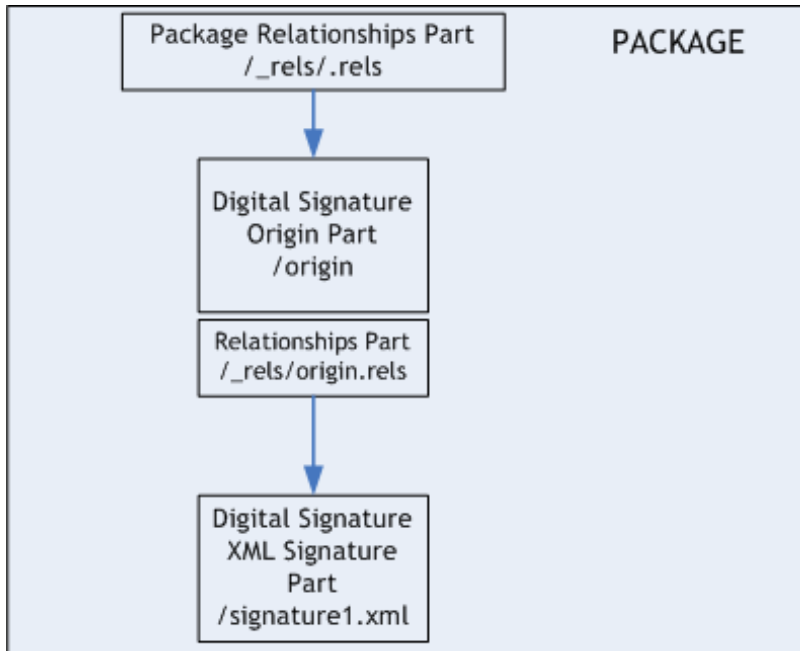 Package Relationships Part
/_rels/.rels
PACKAGE
Digital Signature
Origin Part
/origin
Relationships Part
/_rels/origin.rels
Digital Signature
XML Signature
Part
/signature1.xml